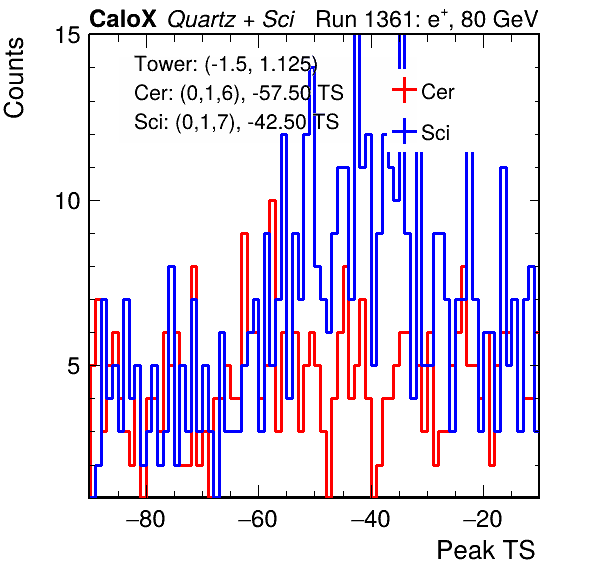 CaloX Quartz + Sci Run 1361: e+, 80 GeV
Counts
15
10
5
Tower: (-1.5, 1.125)
Cer: (0,1,6), -57.50 TS
Sci: (0,1,7), -42.50 TS
Cer
Sci
−80 −60 −40 −20
Peak TS